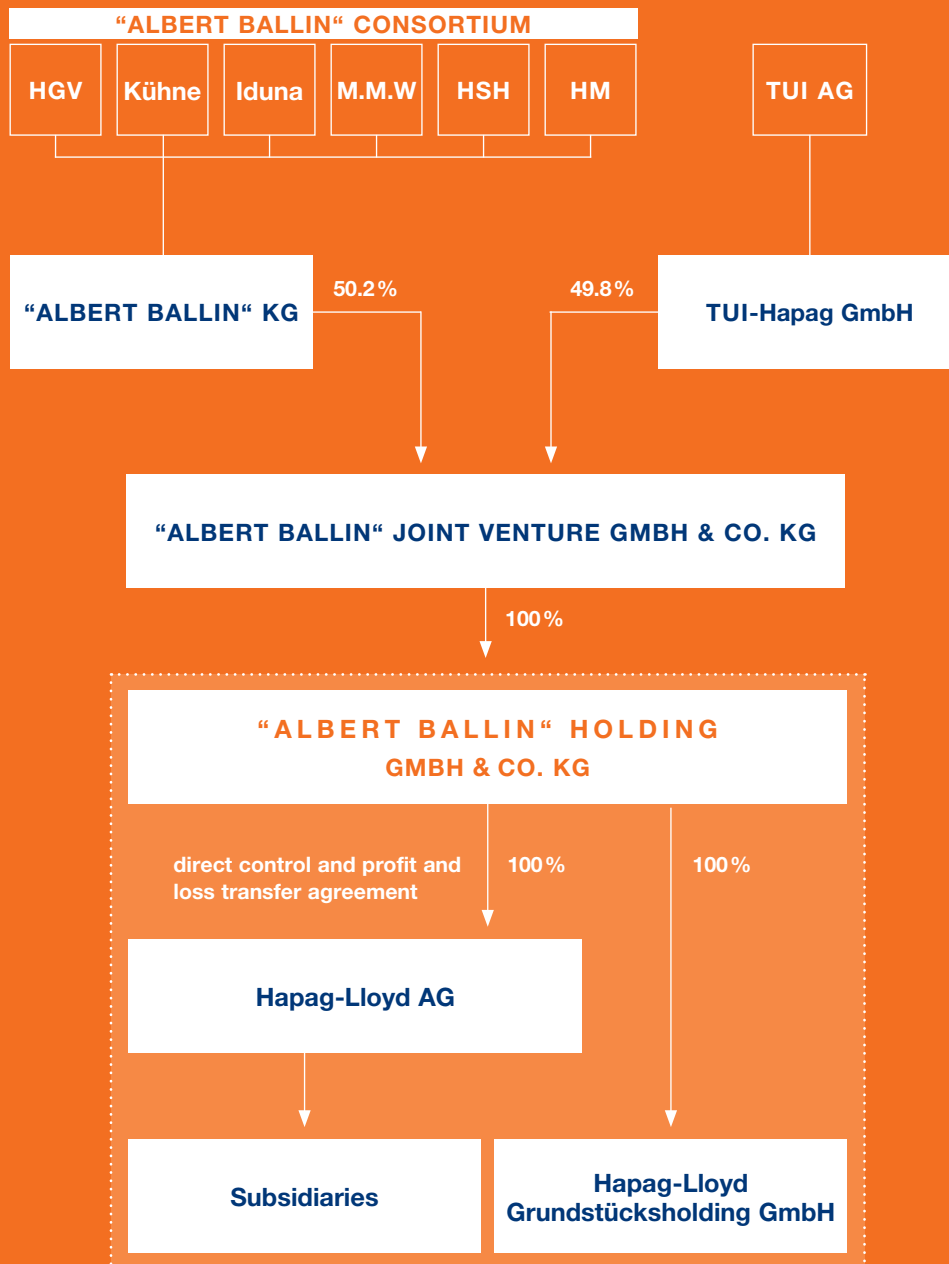 “ALBERT BALLIN“ CONSORTIUM
HGV
Kühne
Iduna
M.M.W
HSH
HM
TUI AG
“ALBERT BALLIN“ KG
50.2 %
49.8 %
TUI-Hapag GmbH
“ALBERT BALLIN“ JOINT VENTURE GMBH & CO. KG
100 %
“ALBERT BALLIN“ HOLDING
GMBH & CO. KG
direct control and profit and
loss transfer agreement
100 %
100 %
Hapag-Lloyd AG
Subsidiaries
Hapag-Lloyd
Grundstücksholding GmbH